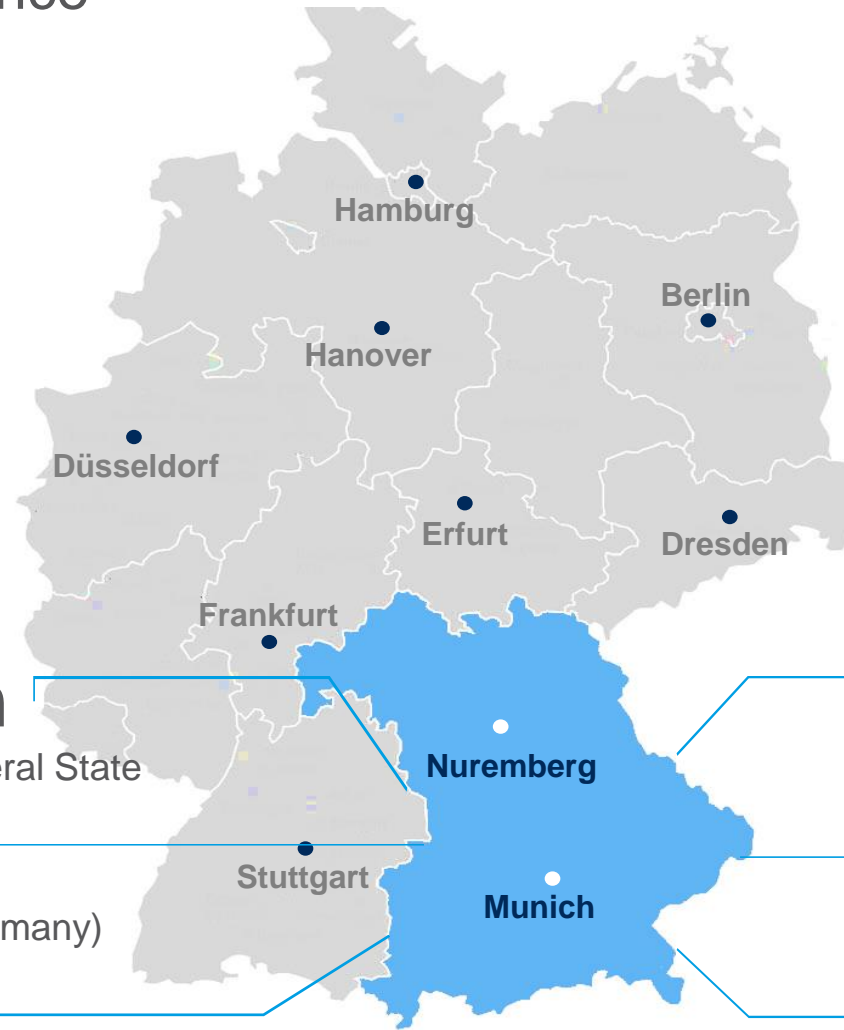 Hamburg
Berlin
Hanover
Düsseldorf
Erfurt
Dresden
Frankfurt
eral State
Nuremberg
Stuttgart
Munich
many)